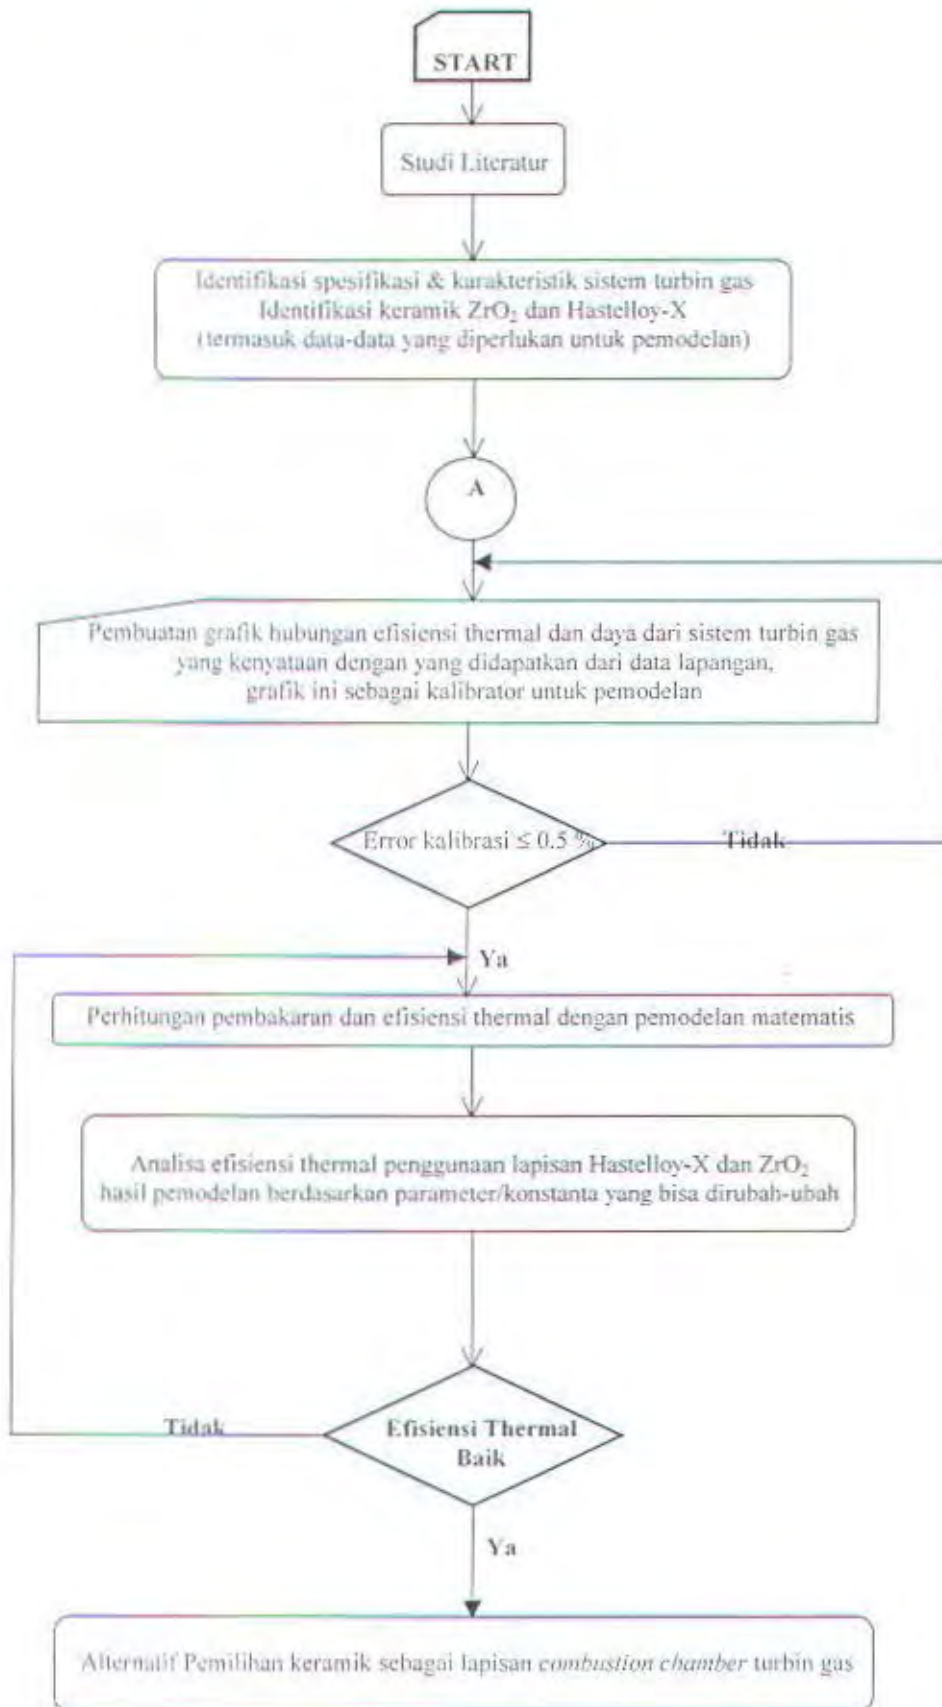 START
Studi Literatur
Identifikasi spesifikasi & karakteristik sistem turbin gas
Identifikasi keramik ZrO₂ dan Hastelloy-X
(termasuk data-data yang diperlukan untuk pemodelan)
A
Pembuatan grafik hubungan efisiensi thermal dan daya dari sistem turbin gas
yang kenyataan dengan yang didapatkan dari data lapangan,
grafik ini sebagai kalibrator untuk pemodelan
Error kalibrasi ≤ 0.5 %
Tidak
Ya
Perhitungan pembakaran dan efisiensi thermal dengan pemodelan matematis
Analisa efisiensi thermal penggunaan lapisan Hastelloy-X dan ZrO₂
hasil pemodelan berdasarkan parameter/konstanta yang bisa dirubah-ubah
Tidak
Efisiensi Thermal
Baik
Ya
Alternatif Pemilihan keramik sebagai lapisan combustion chamber turbin gas